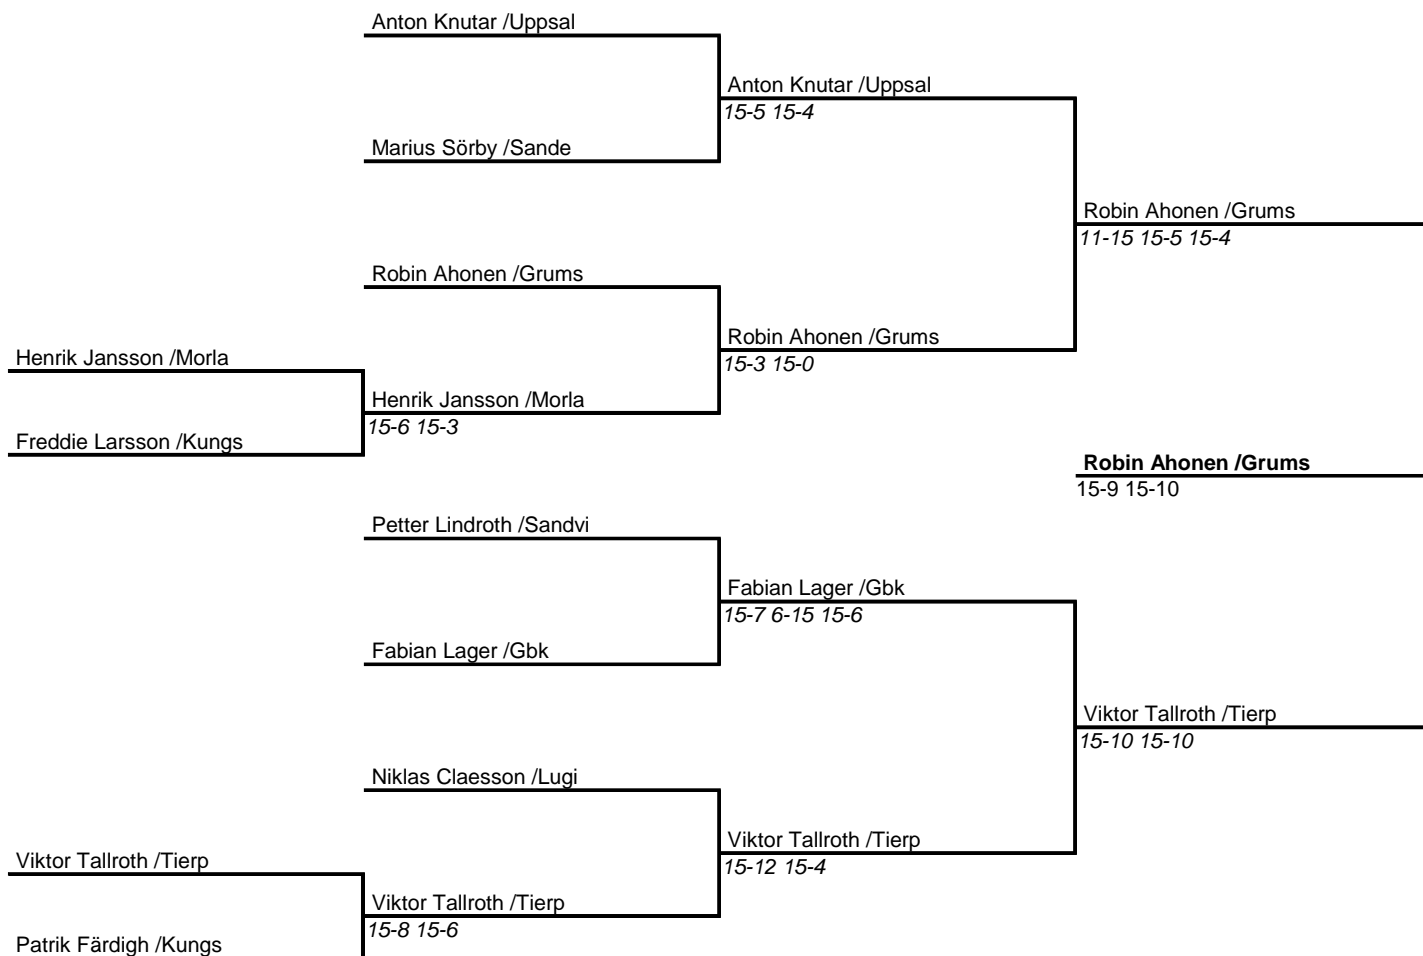 Anton Knutar /Uppsal
Anton Knutar /Uppsal
15-5 15-4
Marius Sörby /Sande
Robin Ahonen /Grums
11-15 15-5 15-4
Robin Ahonen /Grums
Robin Ahonen /Grums
15-3 15-0
Henrik Jansson /Morla
Henrik Jansson /Morla
15-6 15-3
Freddie Larsson /Kungs
Robin Ahonen /Grums
15-9 15-10
Petter Lindroth /Sandvi
Fabian Lager /Gbk
15-7 6-15 15-6
Fabian Lager /Gbk
Viktor Tallroth /Tierp
15-10 15-10
Niklas Claesson /Lugi
Viktor Tallroth /Tierp
15-12 15-4
Viktor Tallroth /Tierp
Viktor Tallroth /Tierp
15-8 15-6
Patrik Färdigh /Kungs